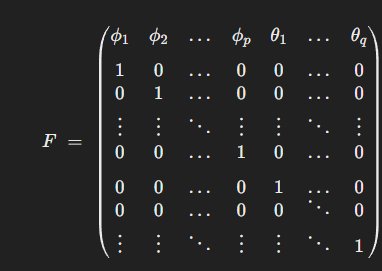 ϕ₁ ϕ₂ … ϕₚ θ₁ … θ_q
1 0 … 0 0 … 0
0 1 … 0 0 … 0
⋮ ⋮ ⋱ ⋮ ⋮ ⋱ ⋮
F = 0 0 … 1 0 … 0
0 0 … 0 1 … 0
0 0 … 0 0 ⋱ 0
⋮ ⋮ ⋱ ⋮ ⋮ ⋱ 1